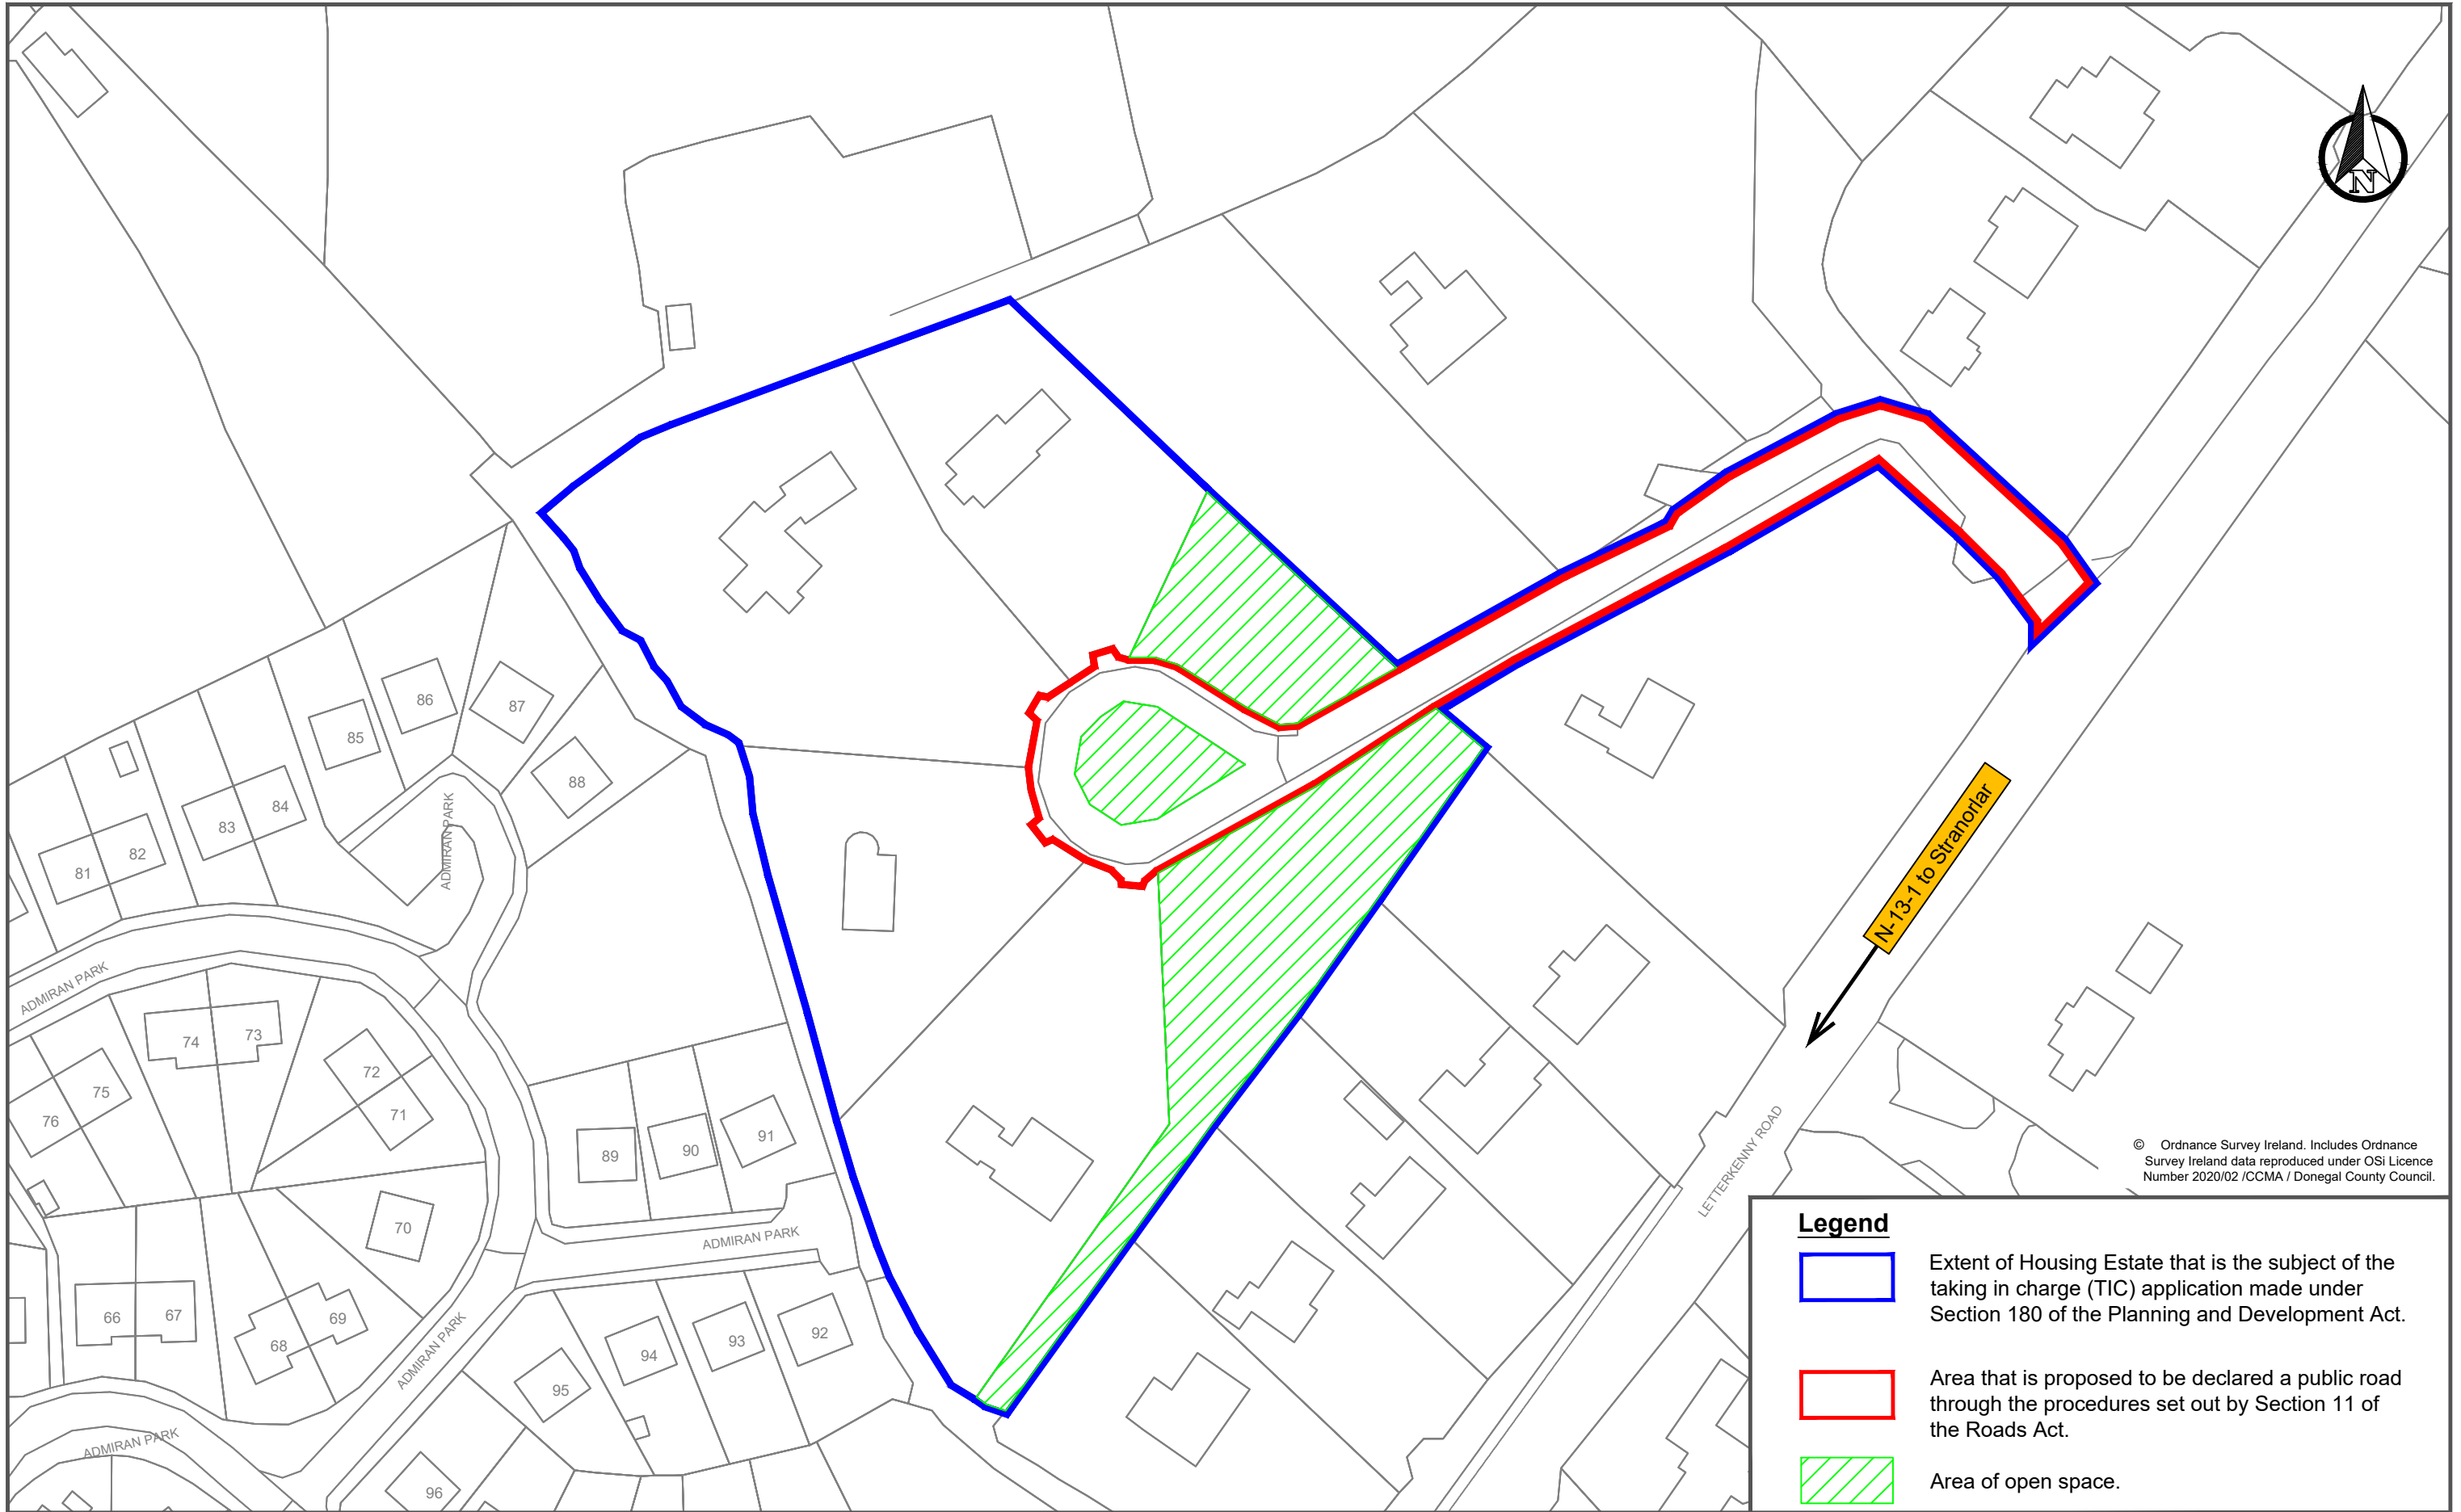 N
86
87
85
88
84
83
82
81
ADMIRAN PARK
ADMIRAN PARK
74
73
72
71
75
76
89
90
91
70
ADMIRAN PARK
66
67
68
69
ADMIRAN PARK
92
93
94
95
96
ADMIRAN PARK
N-13-1 to Stranorlar
LETTERKENNY ROAD
© Ordnance Survey Ireland. Includes Ordnance
Survey Ireland data reproduced under OSi Licence
Number 2020/02 /CCMA / Donegal County Council.
Legend
Extent of Housing Estate that is the subject of the
taking in charge (TIC) application made under
Section 180 of the Planning and Development Act.
Area that is proposed to be declared a public road
through the procedures set out by Section 11 of
the Roads Act.
Area of open space.